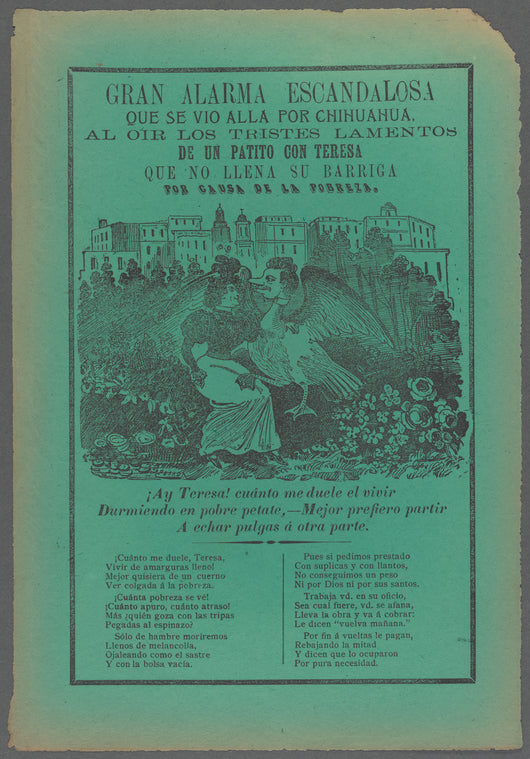 GRAN ALARMA ESCANDALOSA
QUE SE VIO ALLA POR CHIHUAHUA,
AL OIR LOS TRISTES LAMENTOS
DE UN PATITO CON TERESA
QUE NO LLENA SU BARRIGA
POR CAUSA DE LA POBREZA.
¡Ay Teresa! cuánto me duele el vivir
Durmiendo en pobre petate,—Mejor prefiero partir
A echar pulgas á otra parte.
¡Cuánto me duele, Teresa,
Vivir de amarguras lleno!
Mejor quisiera de un cuerno
Ver colgada á la pobreza.
¡Cuánta pobreza se vé!
¡Cuánto apuro, cuánto atraso!
Más ¿quién goza con las tripas
Pegadas al espinazo?
Sólo de hambre moriremos
Llenos de melancolía,
Ojaleando como el sastre
Y con la bolsa vacía.
Pues si pedimos prestado
Con suplicas y con llantos,
No conseguimos un peso
Ni por Dios ni por sus santos.
Trabaja vd. en su oficio,
Sea cual fuere, vd. se afana,
Lleva la obra y va á cobrar:
Le dicen "vuelva mañana."
Por fin á vueltas le pagan,
Rebajando la mitad
Y dicen que lo ocuparon
Por pura necesidad.